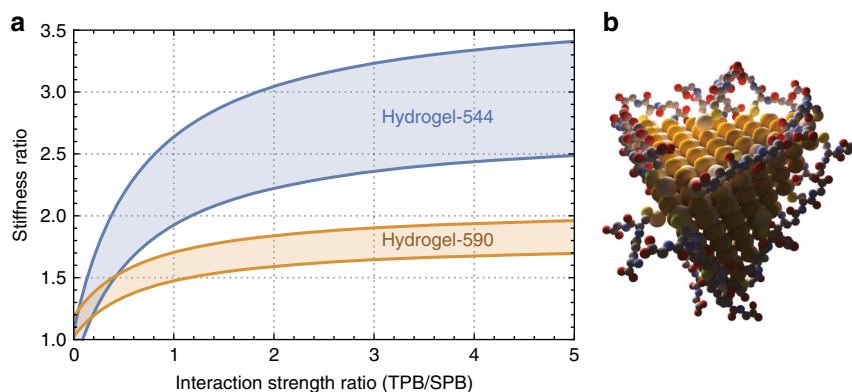 a
b
3.5
3.0
2.5
2.0
1.5
1.0
Stiffness ratio
Hydrogel-544
Hydrogel-590
0 1 2 3 4 5
Interaction strength ratio (TPB/SPB)